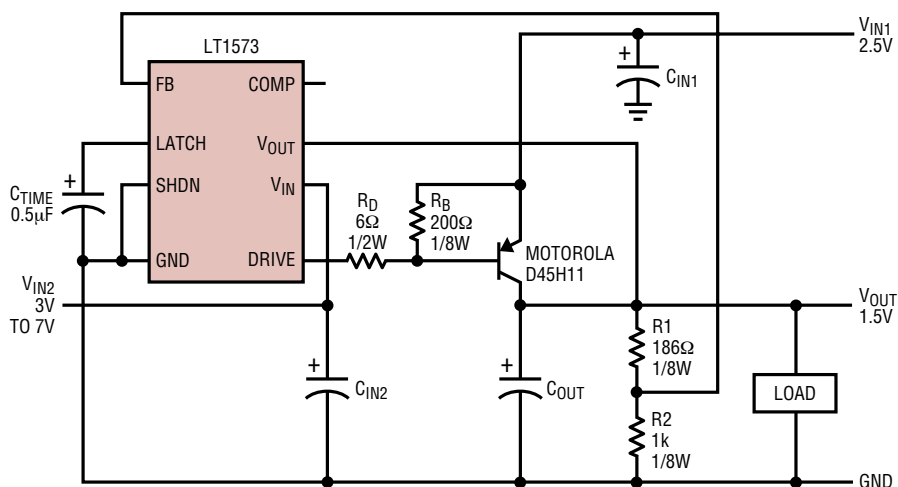 LT1573
FB
COMP
LATCH
VOUT
SHDN
VIN
GND
DRIVE
+
CTIME
0.5µF
VIN2
3V
TO 7V
+
CIN2
RD
6Ω
1/2W
RB
200Ω
1/8W
+
CIN1
VIN1
2.5V
MOTOROLA
D45H11
+
COUT
R1
186Ω
1/8W
R2
1k
1/8W
LOAD
VOUT
1.5V
GND